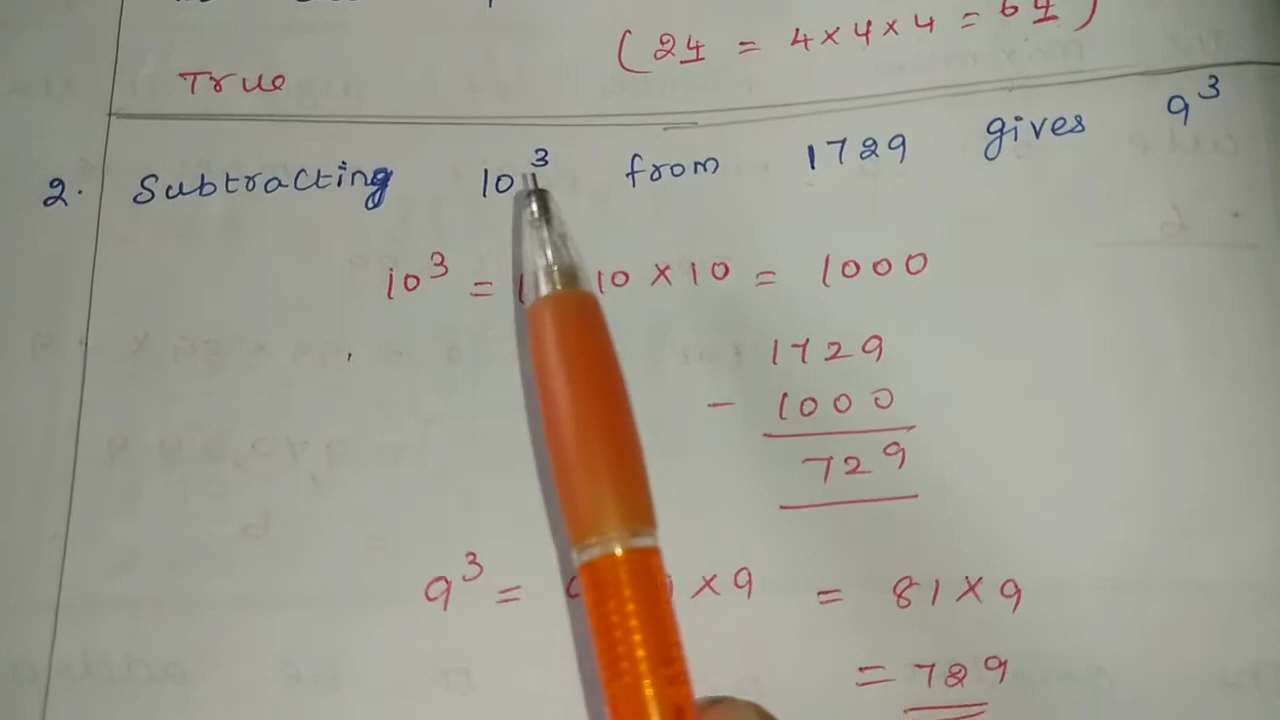 (24 = 4×4×4 = 64)
True
2. Subtracting 10³ from 1729 gives 9³
10³ = 10 × 10 = 1000
1729
- 1000
729
9³ = × 9 = 81 × 9
= 729